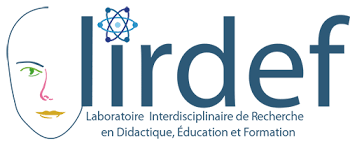 lirdef
Laboratoire Interdisciplinaire de Recherche
en Didactique, Éducation et Formation